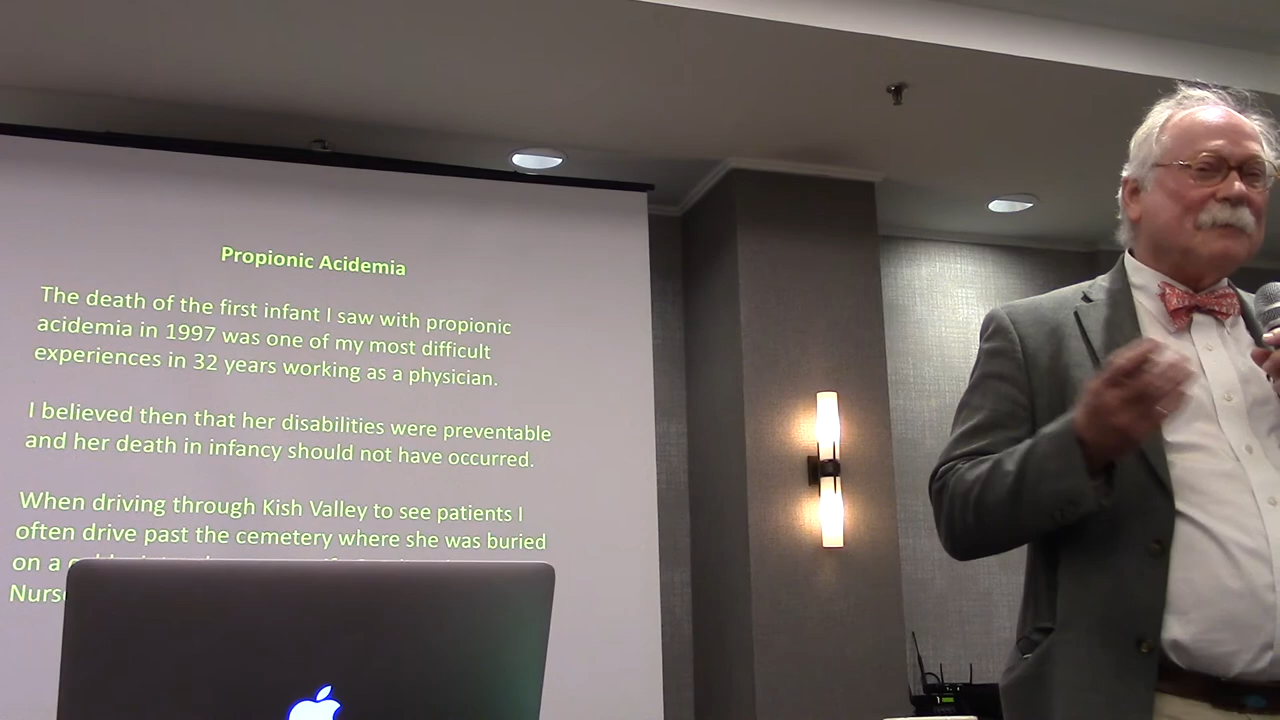 Propionic Acidemia
The death of the first infant I saw with propionic
acidemia in 1997 was one of my most difficult
experiences in 32 years working as a physician.
I believed then that her disabilities were preventable
and her death in infancy should not have occurred.
When driving through Kish Valley to see patients I
often drive past the cemetery where she was buried
on a